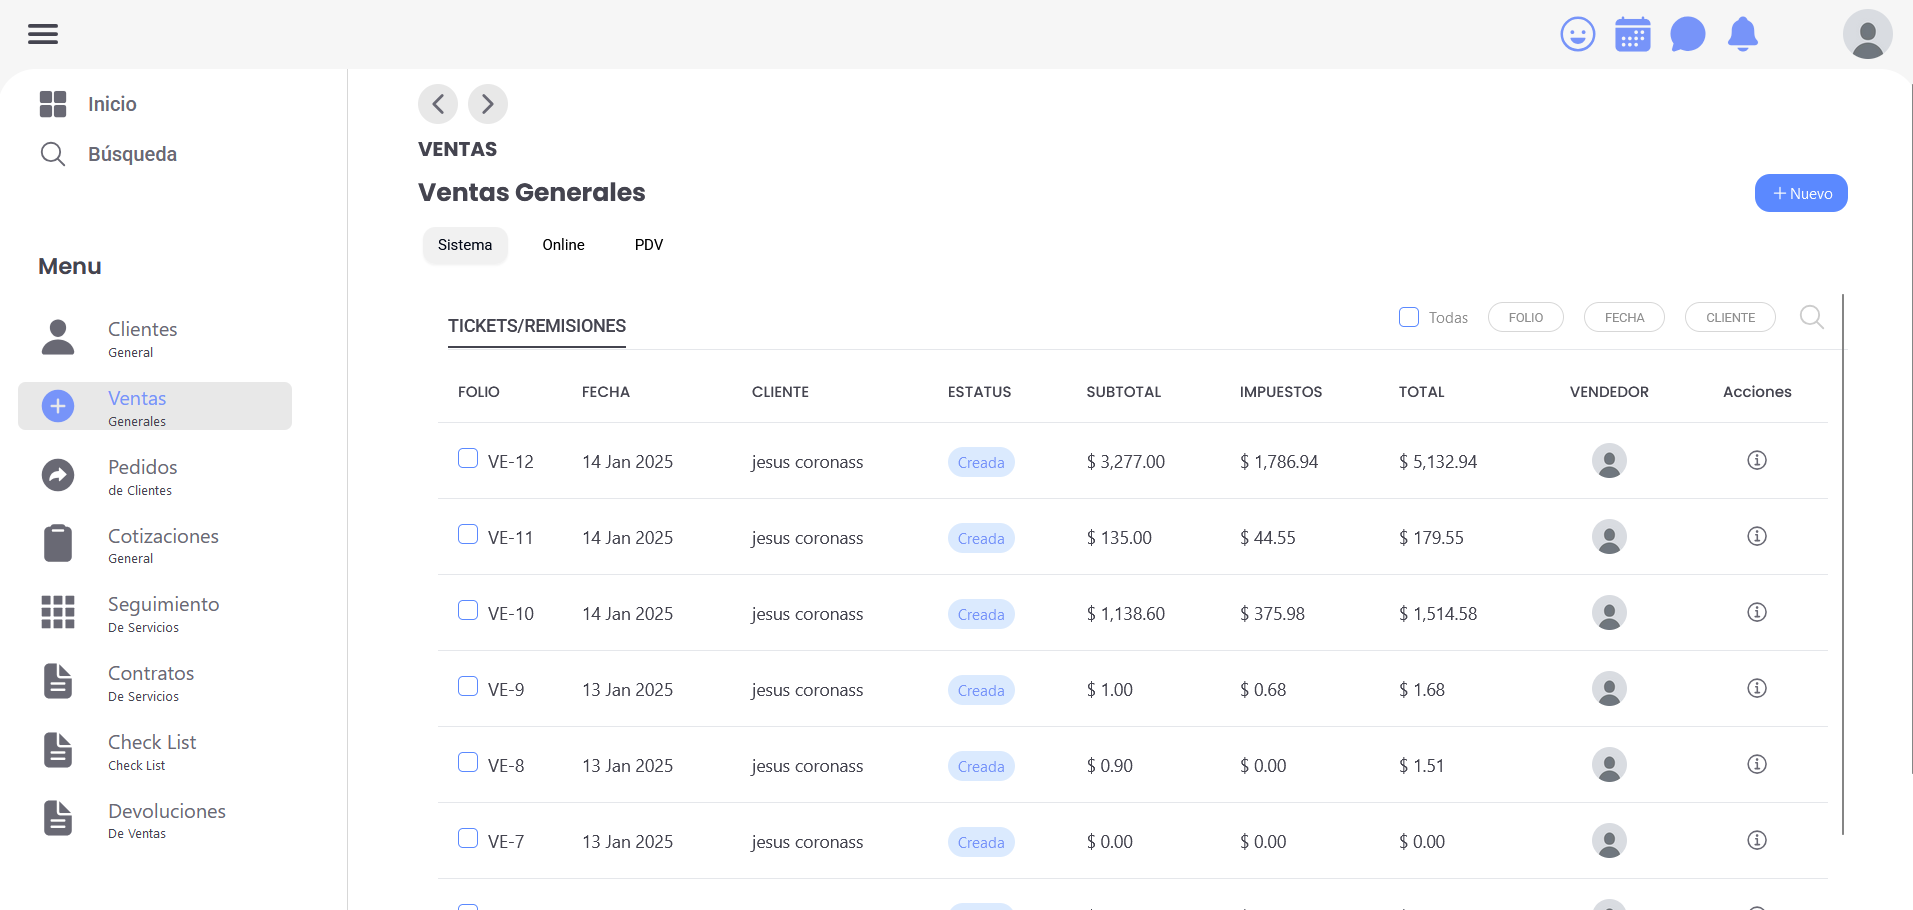 Inicio
Búsqueda
Menu
Clientes
General
Ventas
Generales
Pedidos
de Clientes
Cotizaciones
General
Seguimiento
De Servicios
Contratos
De Servicios
Check List
Check List
Devoluciones
De Ventas
VENTAS
Ventas Generales
+ Nuevo
Sistema Online PDV
TICKETS/REMISIONES Todas FOLIO FECHA CLIENTE
FOLIO FECHA CLIENTE ESTATUS SUBTOTAL IMPUESTOS TOTAL VENDEDOR Acciones
VE-12 14 Jan 2025 jesus coronass Creada $ 3,277.00 $ 1,786.94 $ 5,132.94
VE-11 14 Jan 2025 jesus coronass Creada $ 135.00 $ 44.55 $ 179.55
VE-10 14 Jan 2025 jesus coronass Creada $ 1,138.60 $ 375.98 $ 1,514.58
VE-9 13 Jan 2025 jesus coronass Creada $ 1.00 $ 0.68 $ 1.68
VE-8 13 Jan 2025 jesus coronass Creada $ 0.90 $ 0.00 $ 1.51
VE-7 13 Jan 2025 jesus coronass Creada $ 0.00 $ 0.00 $ 0.00